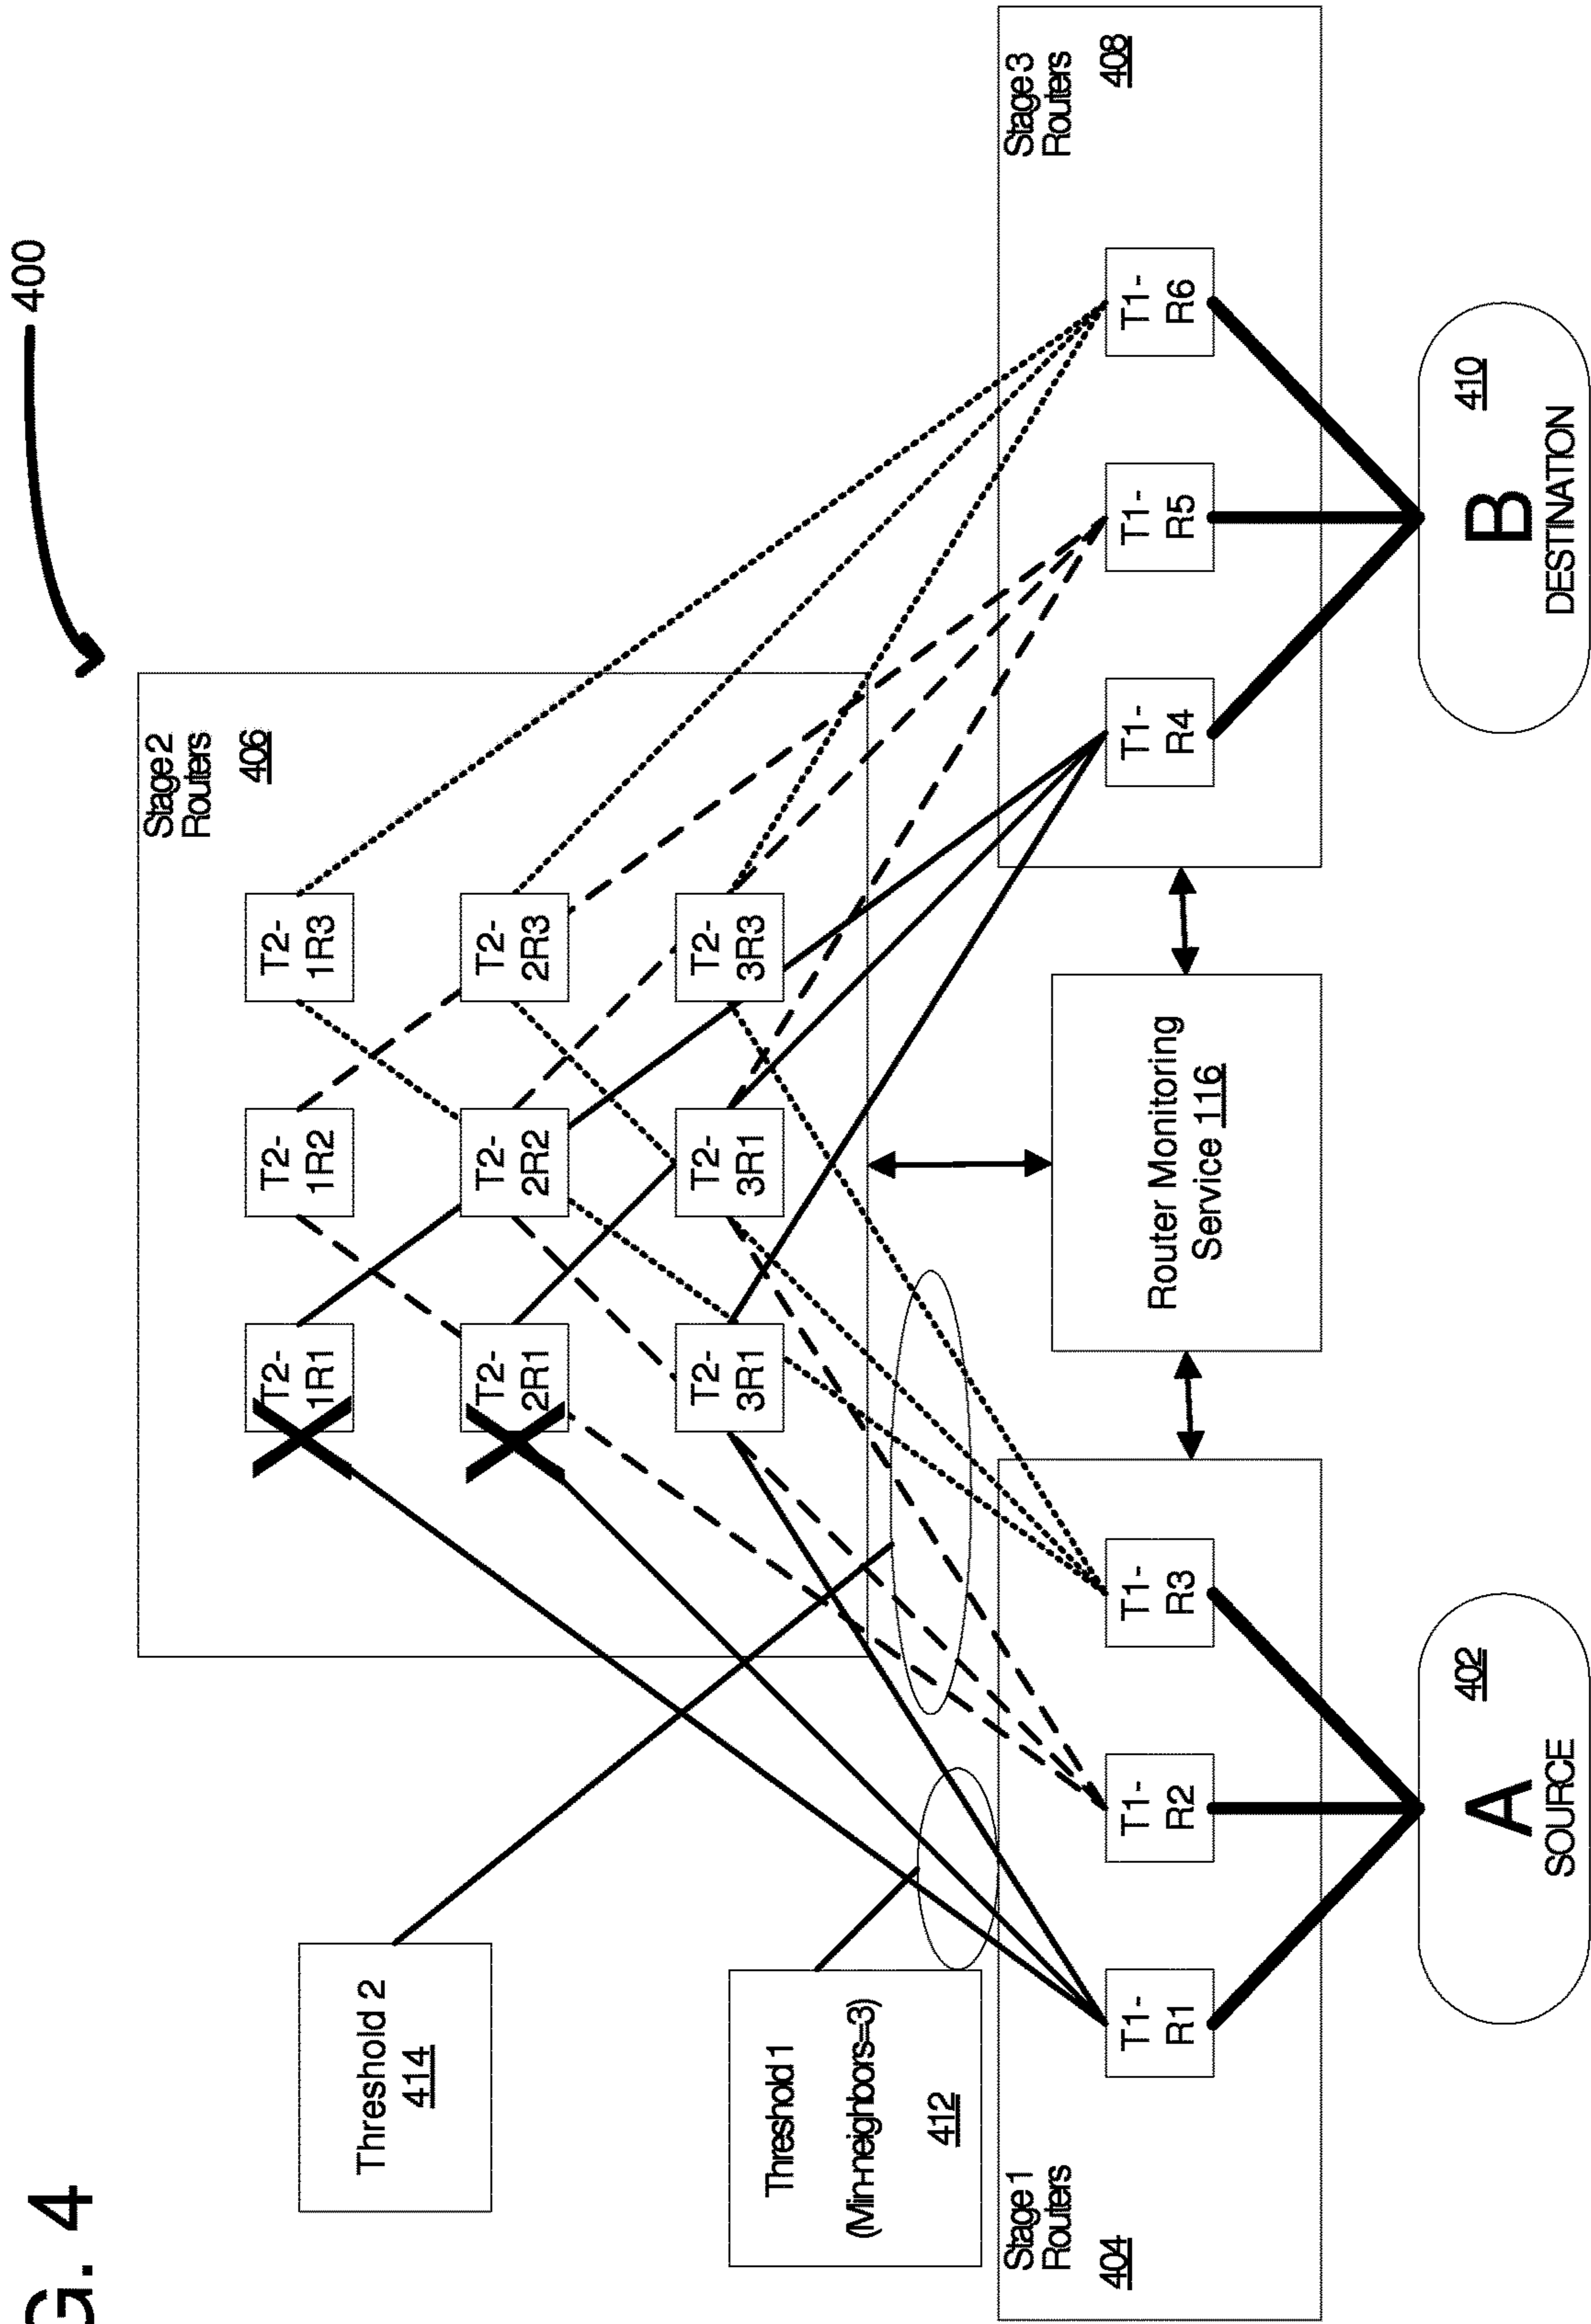 G. 4
400
Stage 2
Routers
406
T2-
1R1
T2-
1R2
T2-
1R3
T2-
2R1
T2-
2R2
T2-
2R3
T2-
3R1
T2-
3R1
T2-
3R3
Threshold 2
414
Threshold 1
(Min-neighbors=3)
412
Stage 1
Routers
404
T1-
R1
T1-
R2
T1-
R3
Router Monitoring
Service 116
Stage 3
Routers
408
T1-
R4
T1-
R5
T1-
R6
A
SOURCE
402
B
DESTINATION
410